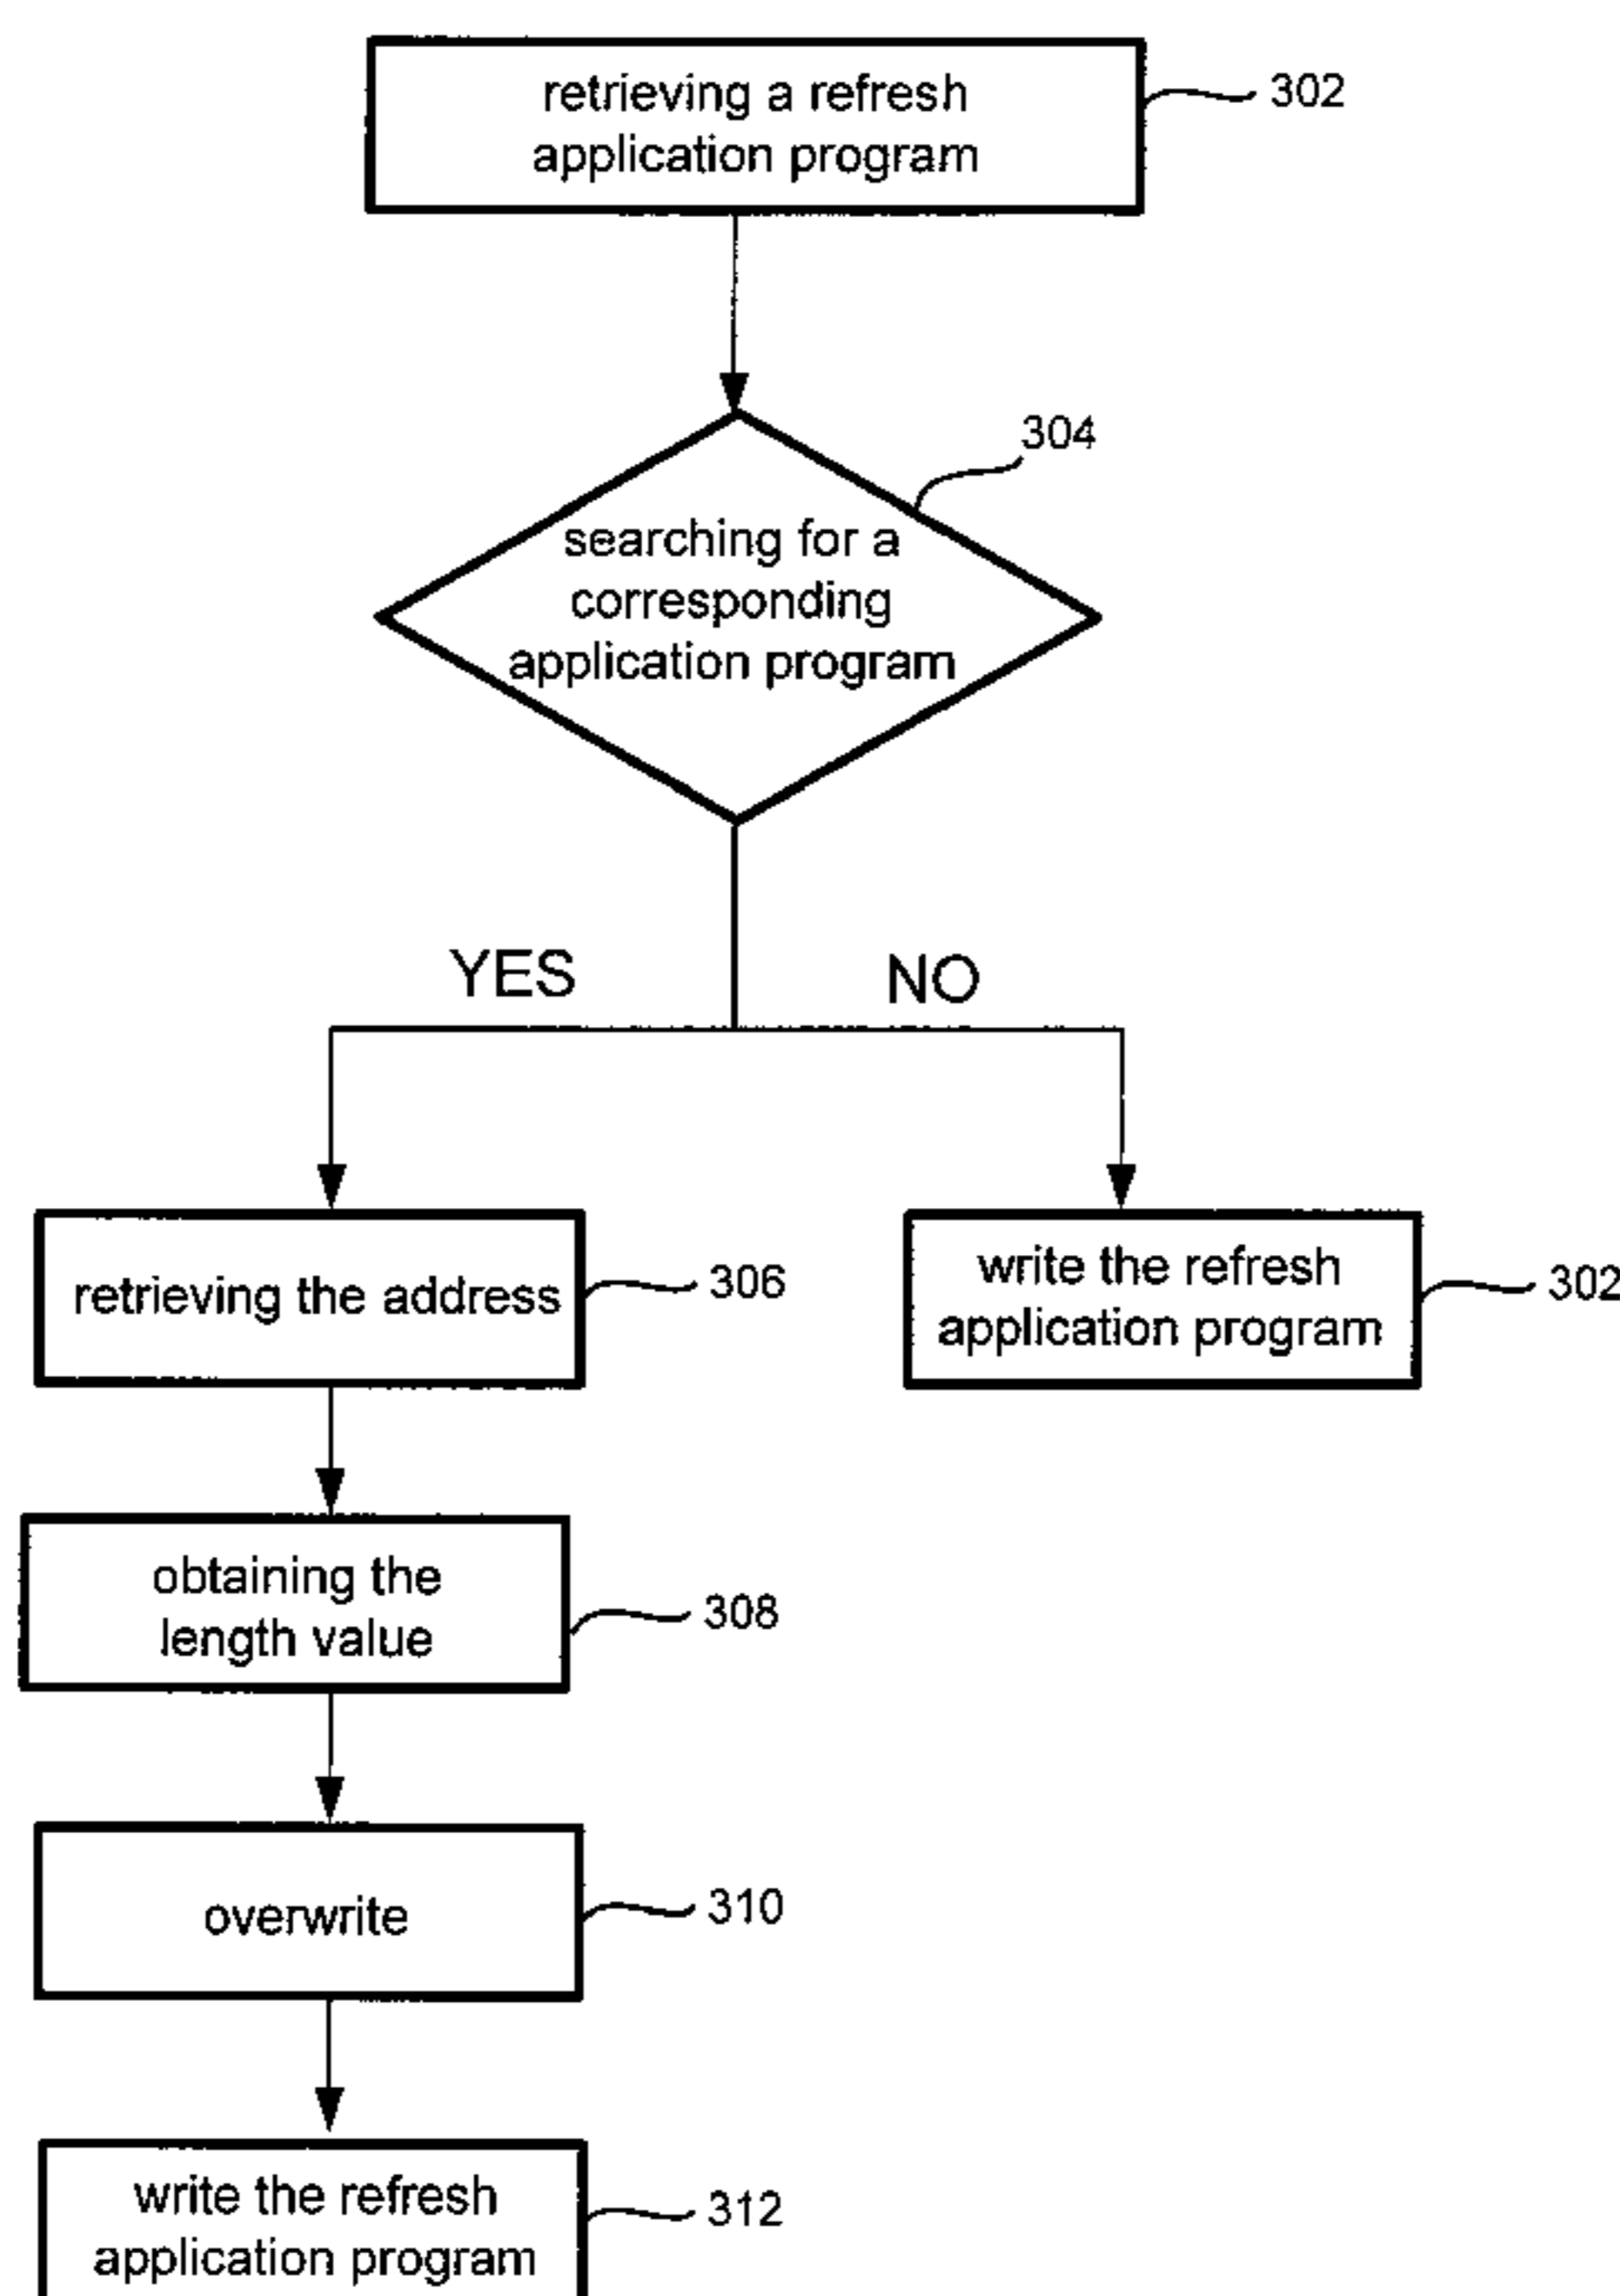 retrieving a refresh
application program
302
304
searching for a
corresponding
application program
YES
NO
retrieving the address
306
write the refresh
application program
302
obtaining the
length value
308
overwrite
310
write the refresh
application program
312